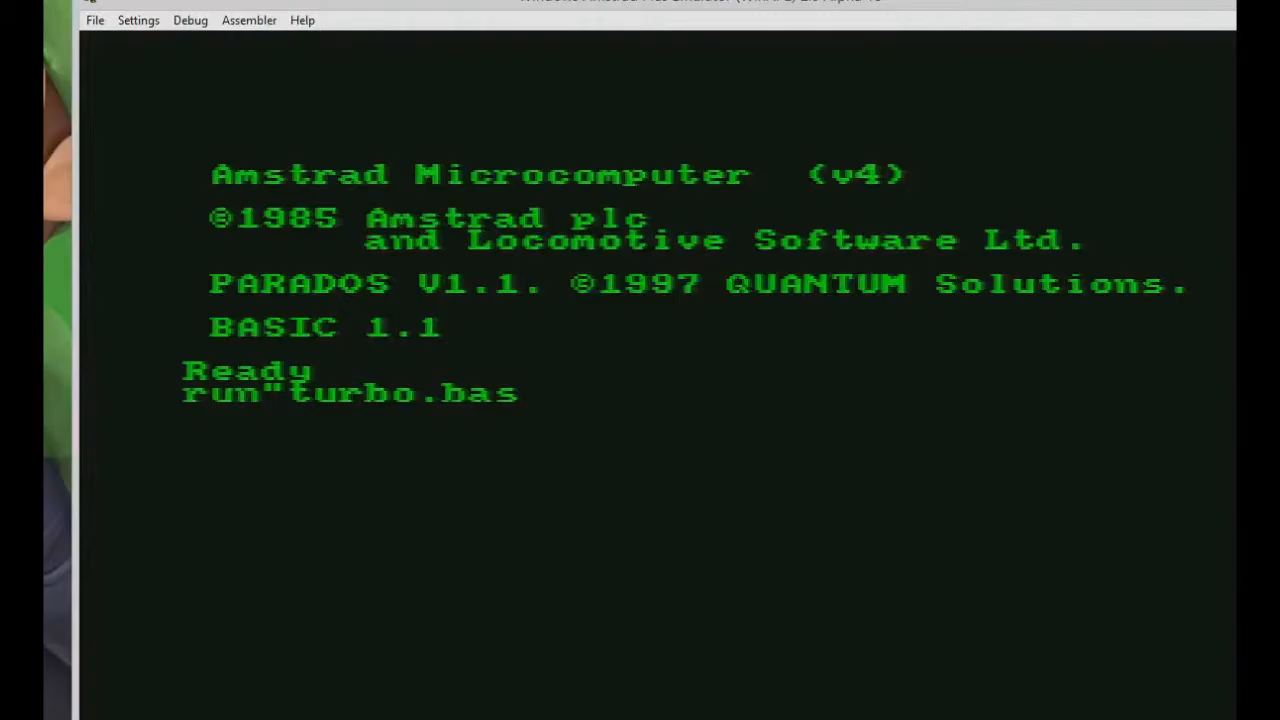 File Settings Debug Assembler Help
Amstrad Microcomputer (v4)
©1985 Amstrad plc
and Locomotive Software Ltd.
PARADOS V1.1. ©1997 QUANTUM Solutions.
BASIC 1.1
Ready
run"turbo.bas